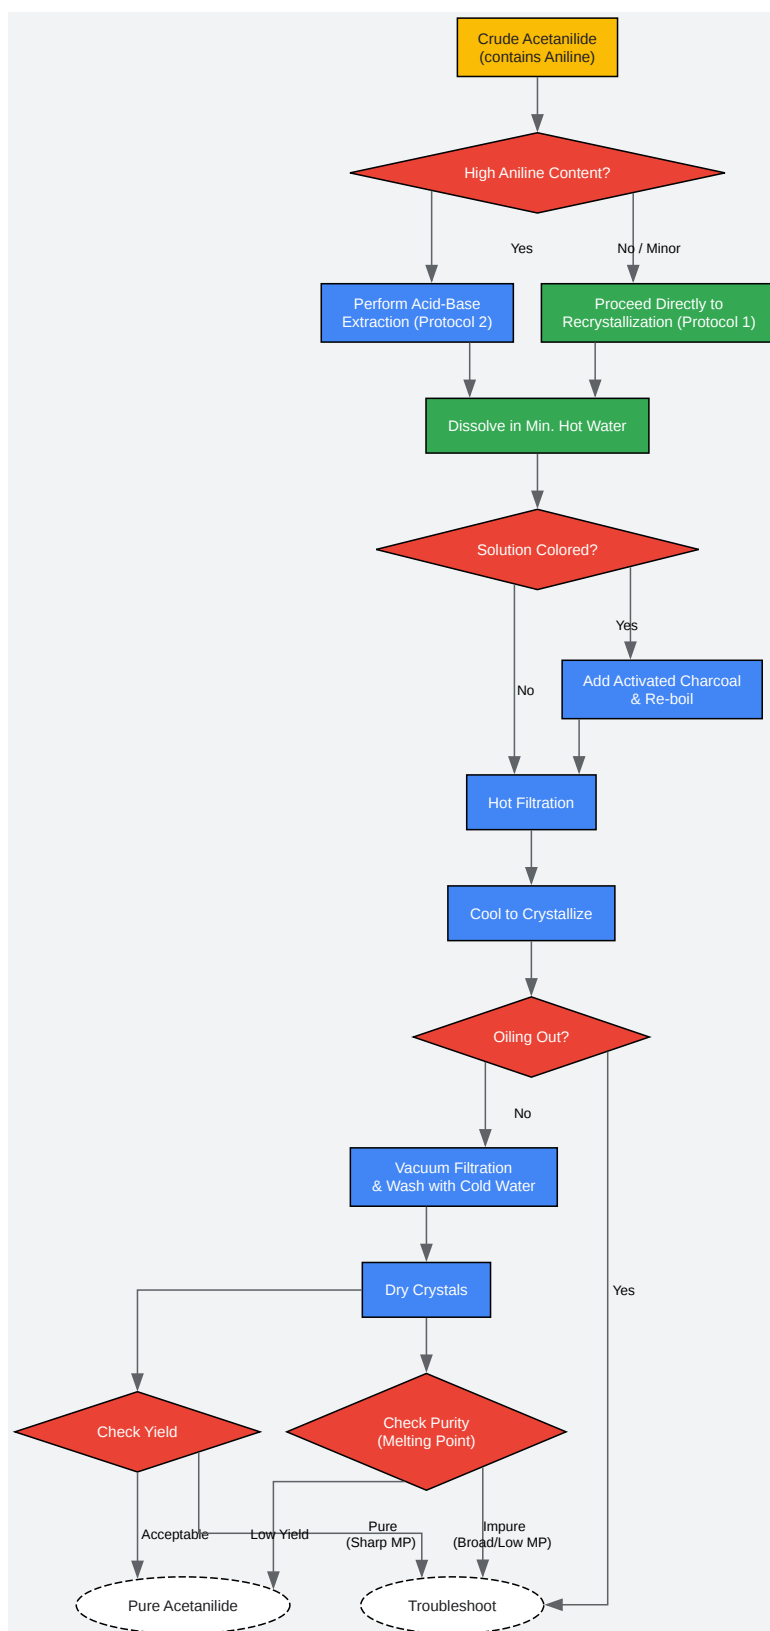 Crude Acetanilide
(contains Aniline)
High Aniline Content?
Yes
No / Minor
Perform Acid-Base
Extraction (Protocol 2)
Proceed Directly to
Recrystallization (Protocol 1)
Dissolve in Min. Hot Water
Solution Colored?
Yes
Add Activated Charcoal
& Re-boil
No
Hot Filtration
Cool to Crystallize
Oiling Out?
No
Vacuum Filtration
& Wash with Cold Water
Dry Crystals
Yes
Check Yield
Check Purity
(Melting Point)
Acceptable
Low Yield
Pure
(Sharp MP)
Impure
(Broad/Low MP)
Pure Acetanilide
Troubleshoot